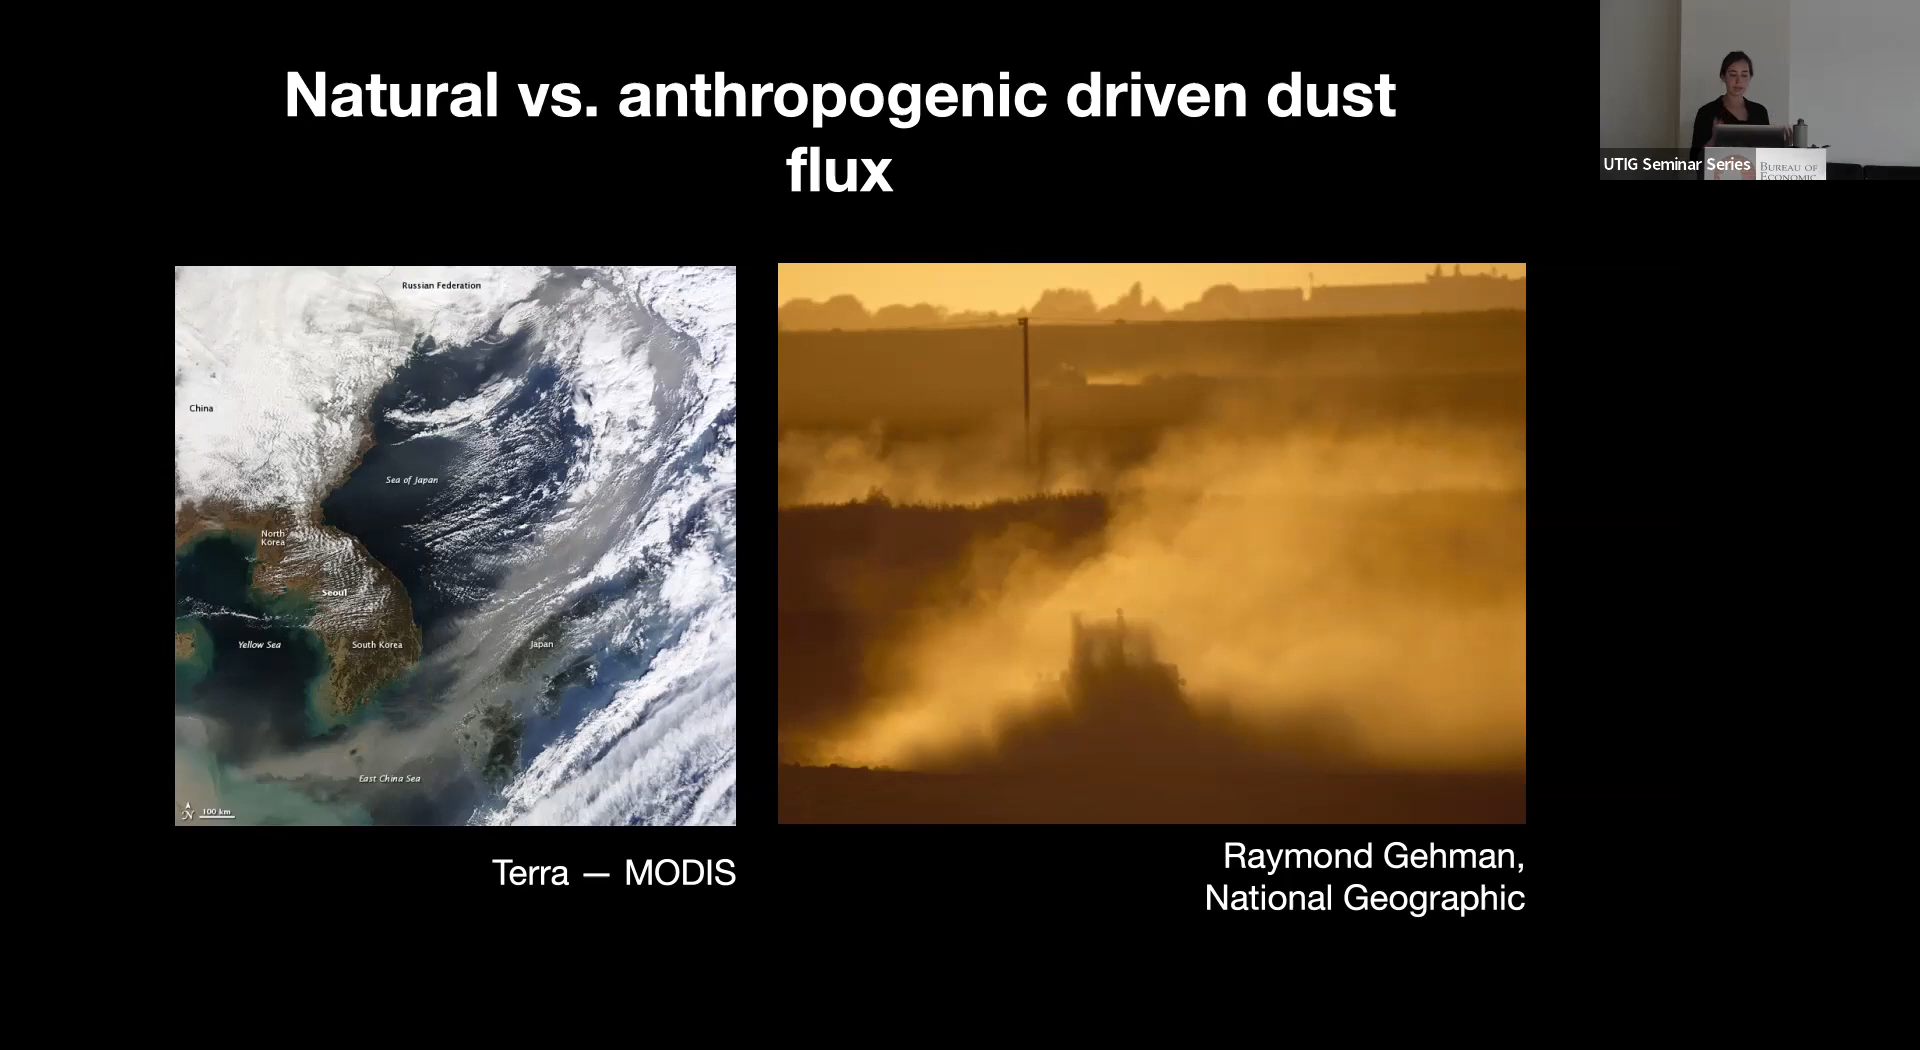 Natural vs. anthropogenic driven dust
flux
UTIG Seminar Series
BUREAU OF
ECONOMIC
Russian Federation
China
Sea of Japan
North
Korea
Seoul
Yellow Sea
South Korea
Japan
East China Sea
N
100 km
Terra — MODIS
Raymond Gehman,
National Geographic